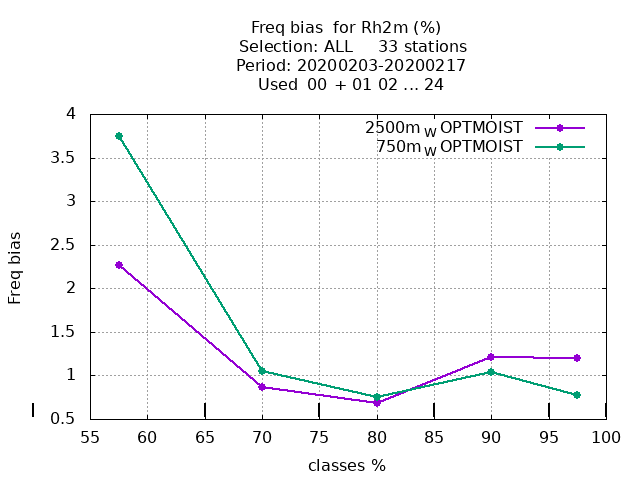 Freq bias  for Rh2m (%)
Selection: ALL     33 stations
Period: 20200203-20200217
Used  00  + 01 02 ... 24
4
3.5
3
2.5
2
1.5
1
0.5
Freq bias
2500m W OPTMOIST
750m W OPTMOIST
55 60 65 70 75 80 85 90 95 100
classes %